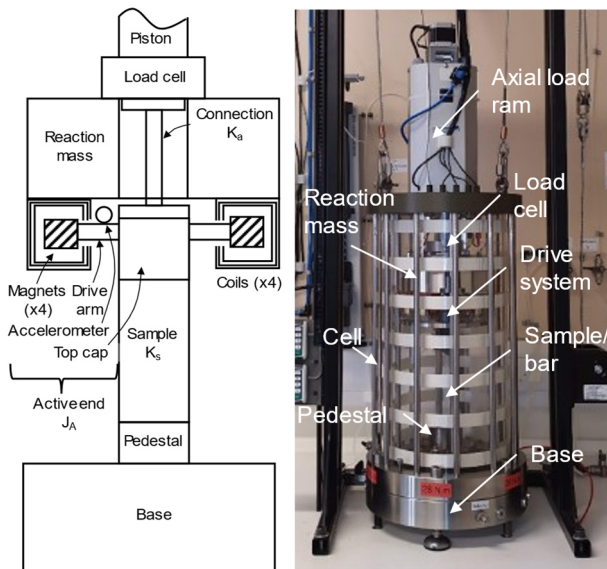 Piston
Load cell
Connection
Kₐ
Reaction
mass
Magnets
(x4)
Drive
arm
Accelerometer
Top cap
Coils (x4)
Sample
Kₛ
Active end
J_A
Pedestal
Base
Axial load
ram
Reaction
mass
Load
cell
Drive
system
Cell
Sample/
bar
Pedestal
Base